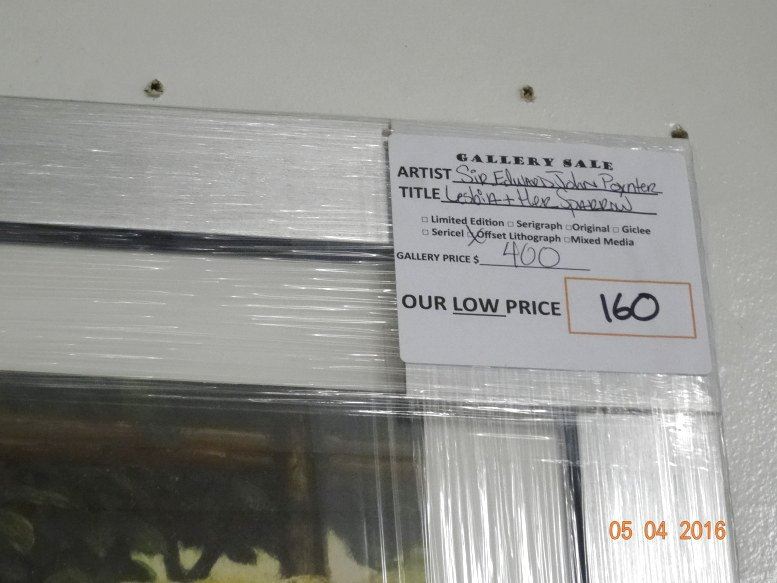 GALLERY SALE
ARTIST Sir Edward John Poynter
TITLE Lesbia + Her Sparrow
□ Limited Edition □ Serigraph □Original □ Giclee
□ Sericel ☒Offset Lithograph □Mixed Media
GALLERY PRICE $ 400
OUR LOW PRICE 160
05 04 2016